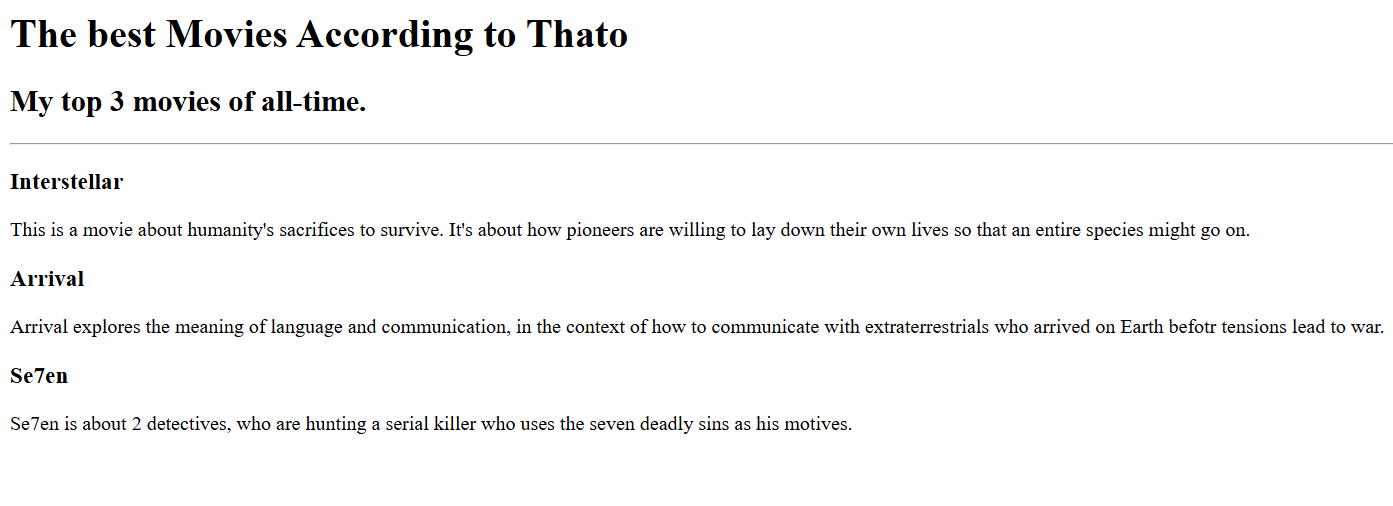 The best Movies According to Thato
My top 3 movies of all-time.
Interstellar
This is a movie about humanity's sacrifices to survive. It's about how pioneers are willing to lay down their own lives so that an entire species might go on.
Arrival
Arrival explores the meaning of language and communication, in the context of how to communicate with extraterrestrials who arrived on Earth befotr tensions lead to war.
Se7en
Se7en is about 2 detectives, who are hunting a serial killer who uses the seven deadly sins as his motives.